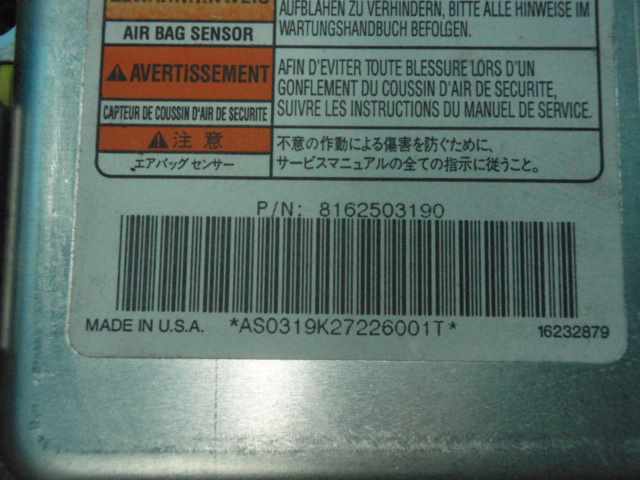 AUFBLAHEN ZU VERHINDERN, BITTE ALLE HINWEISE IM
WARTUNGSHANDBUCH BEFOLGEN.
AIR BAG SENSOR
AVERTISSEMENT
CAPTEUR DE COUSSIN D'AIR DE SECURITE
AFIN D'EVITER TOUTE BLESSURE LORS D'UN
GONFLEMENT DU COUSSIN D'AIR DE SECURITE,
SUIVRE LES INSTRUCTIONS DU MANUEL DE SERVICE.
注 意
エアバッグ センサー
不意の作動による傷害を防ぐために、
サービスマニュアルの全ての指示に従うこと。
P/N: 8162503190
MADE IN U.S.A.
*AS0319K27226001T*
16232879